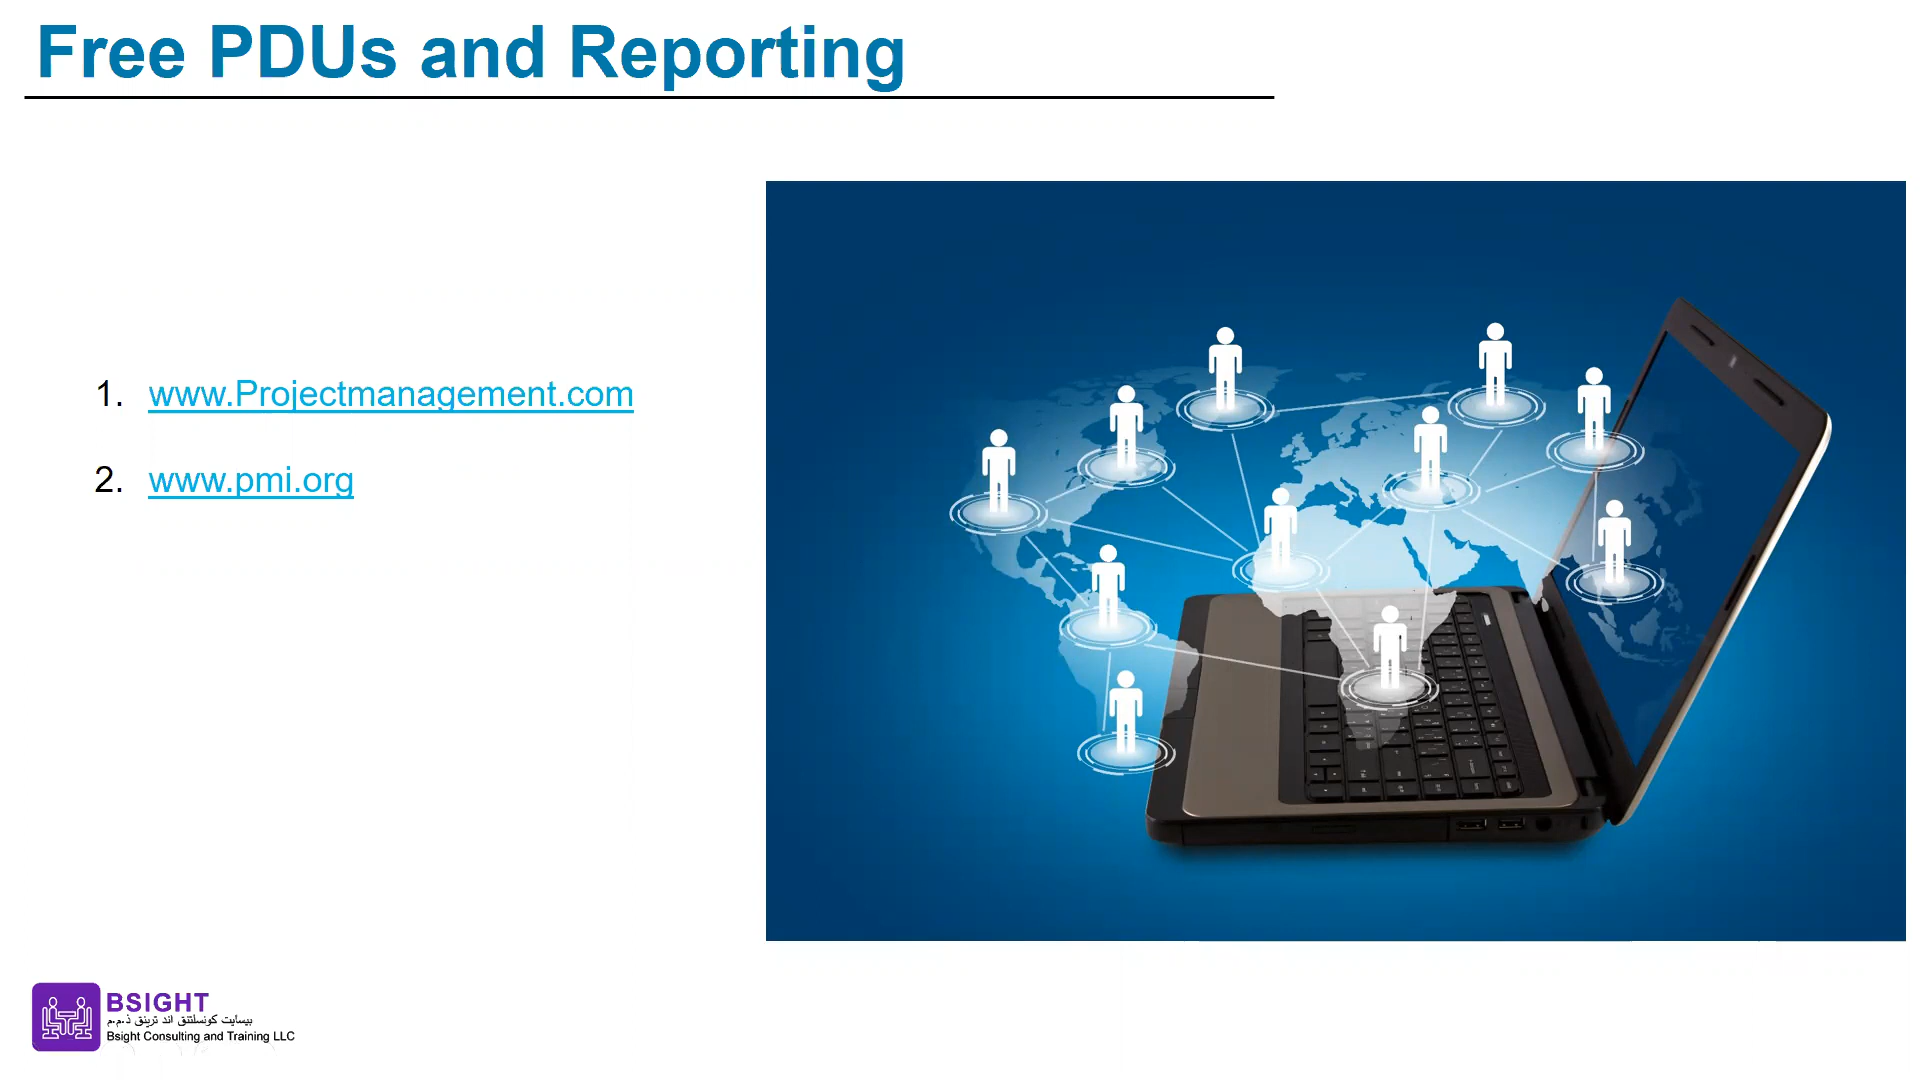 Free PDUs and Reporting
1. www.Projectmanagement.com
2. www.pmi.org
BSIGHT
بيسايت كونسلتنق اند ترينق ذ.م.م
Bsight Consulting and Training LLC